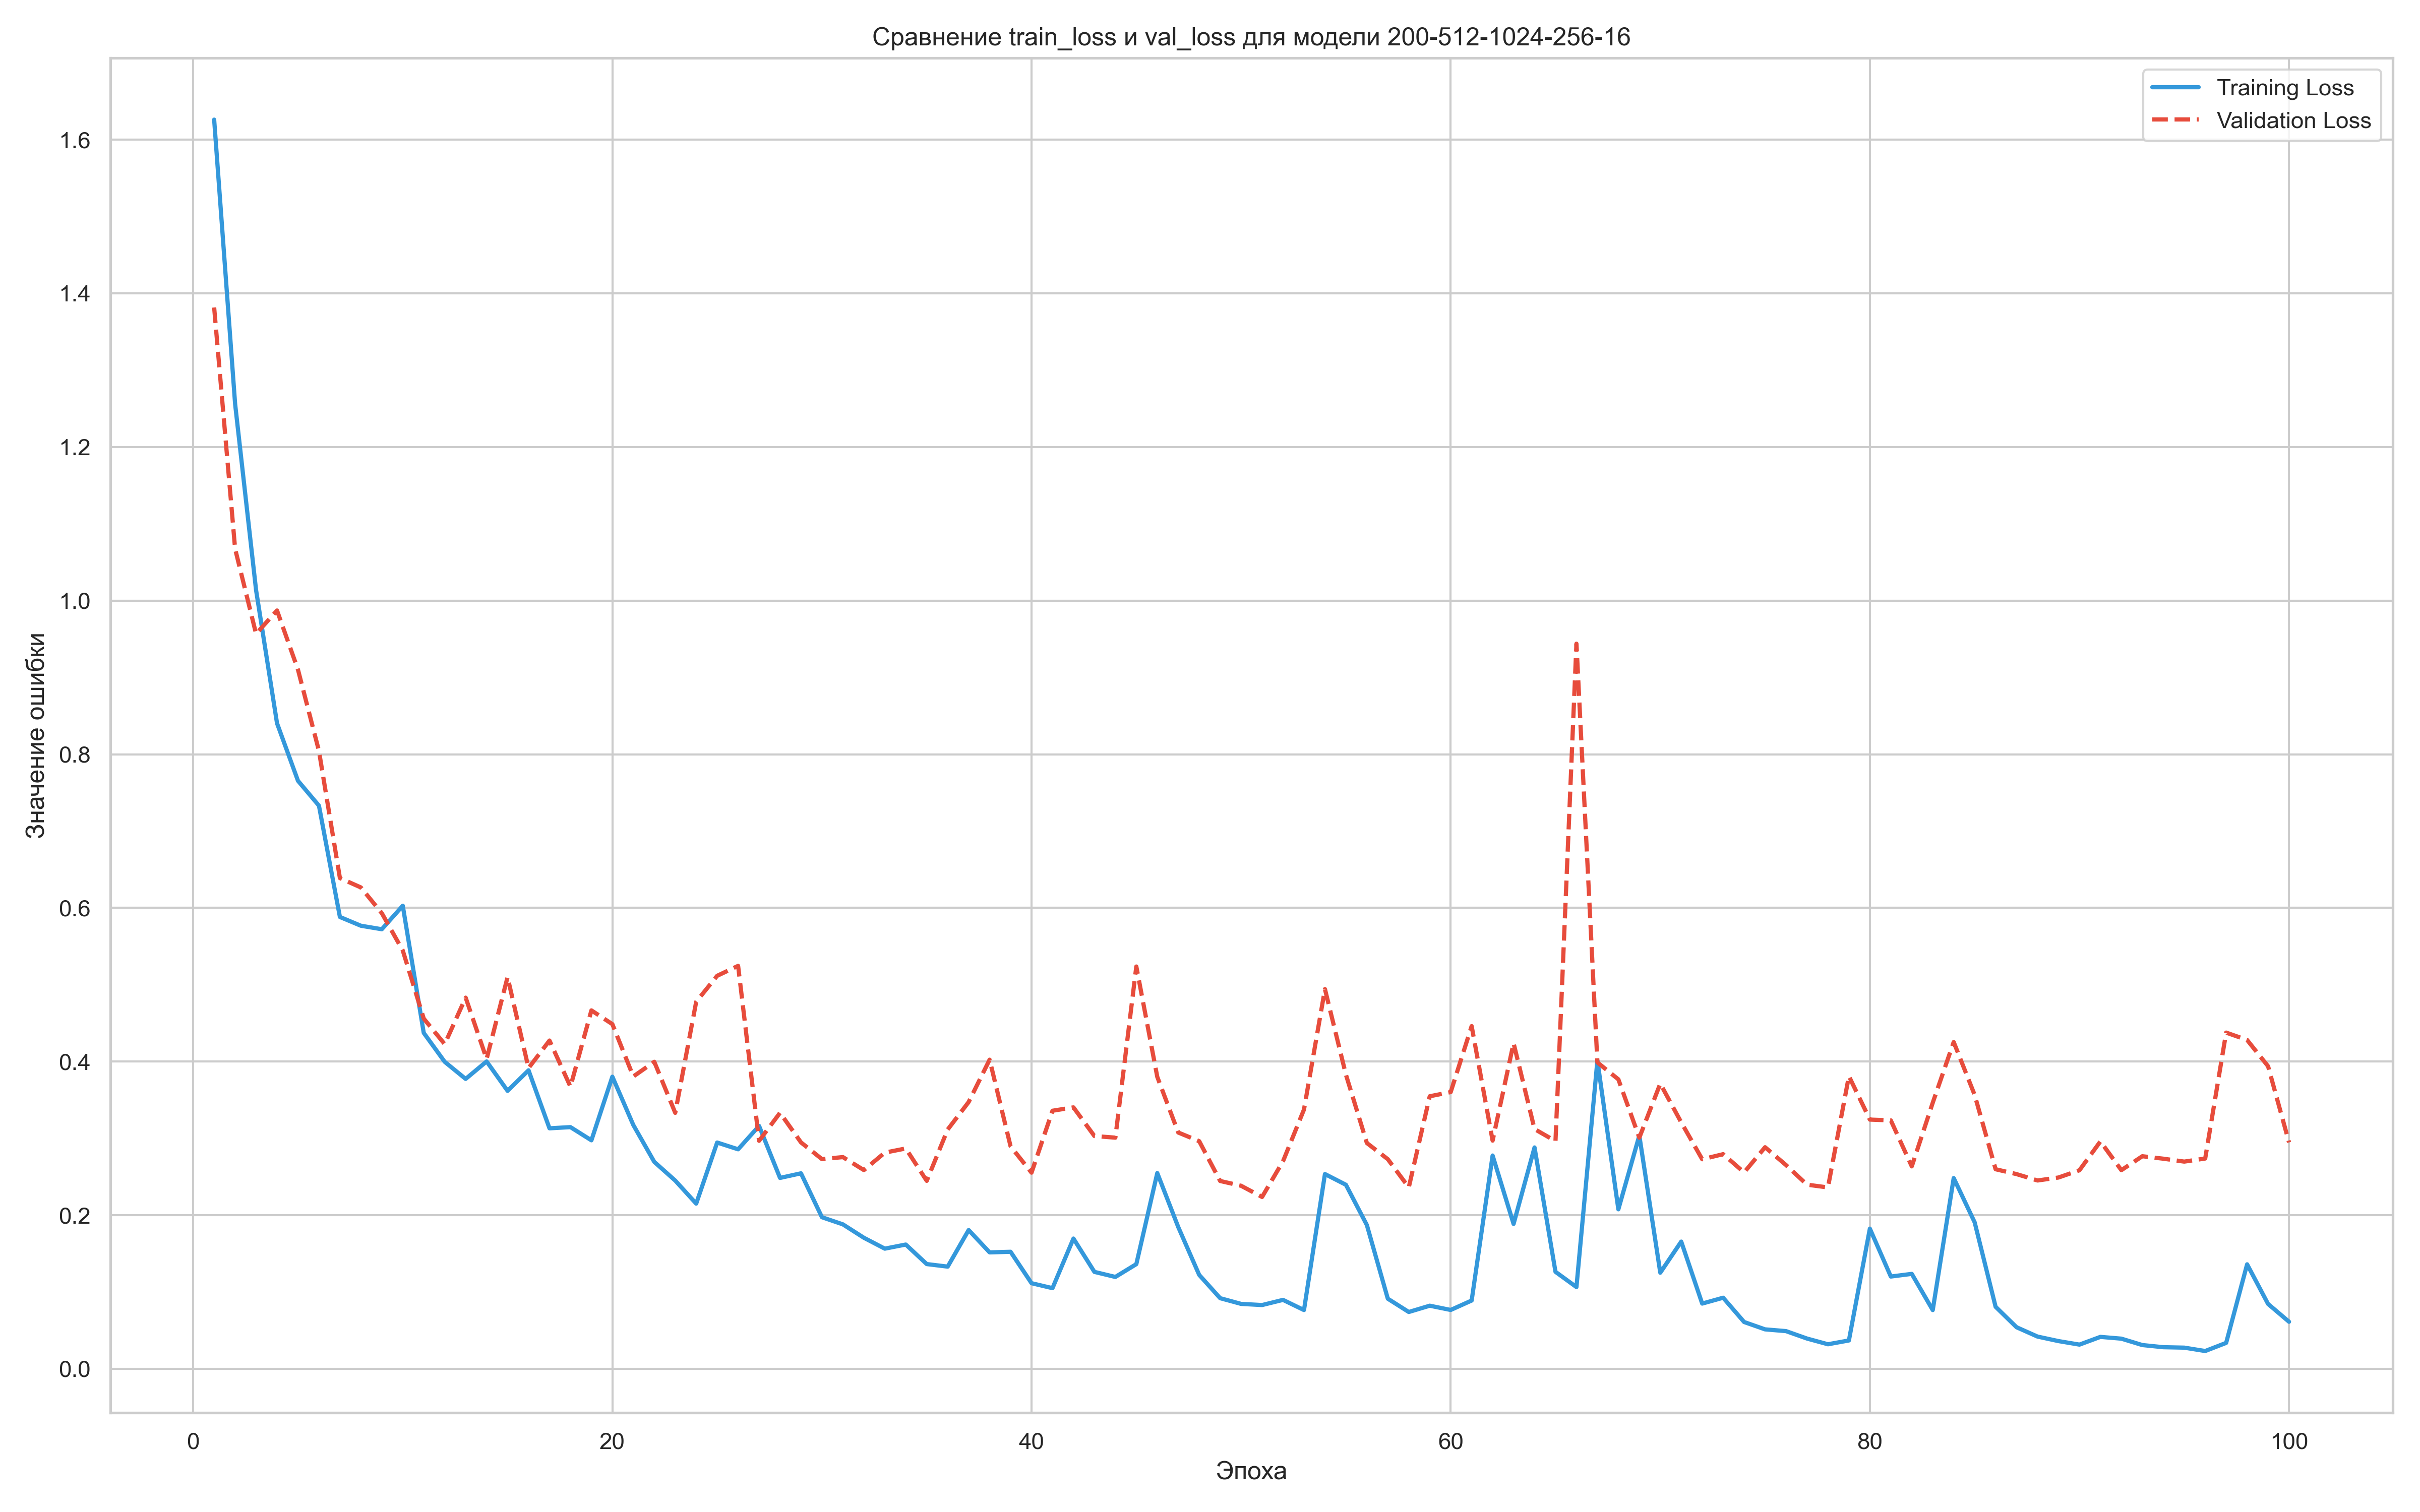 Сравнение train_loss и val_loss для модели 200-512-1024-256-16
Training Loss
Validation Loss
1.6
1.4
1.2
1.0
0.8
0.6
0.4
0.2
0.0
Значение ошибки
0 20 40 60 80 100
Эпоха